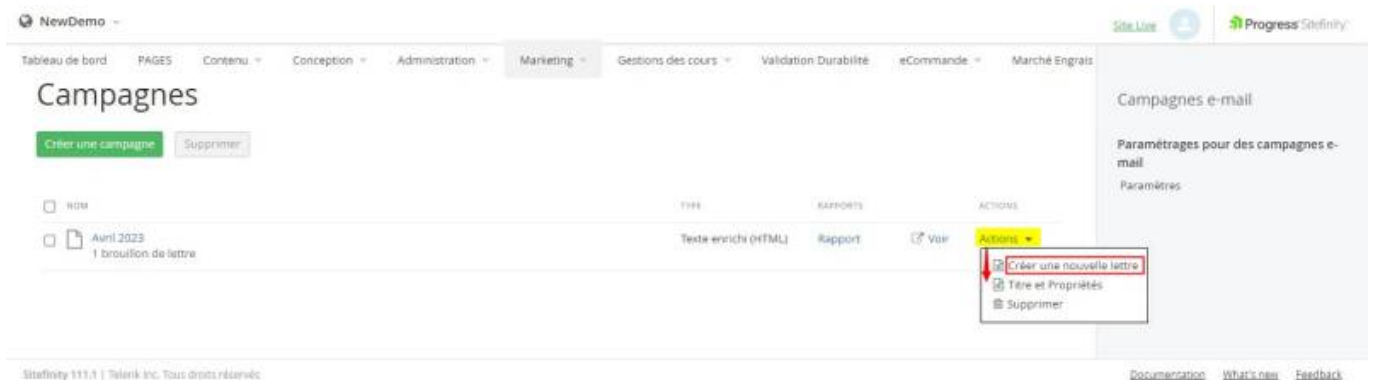 NewDemo
Site Live
Progress Sitefinity
Tableau de bord PAGES Contenu Conception Administration Marketing Gestions des cours Validation Durabilité eCommande Marché Engrais
Campagnes
Campagnes e-mail
Créer une campagne Supprimer
Paramétrages pour des campagnes e-
mail
Paramètres
NOM TYPE RAPPORTS ACTIONS
Avril 2023 Texte enrichi (HTML) Rapport Voir Actions
1 brouillon de lettre
Créer une nouvelle lettre
Titre et Propriétés
Supprimer
Sitefinity 111.1 | Telerik Inc. Tous droits réservés
Documentation What's new Feedback